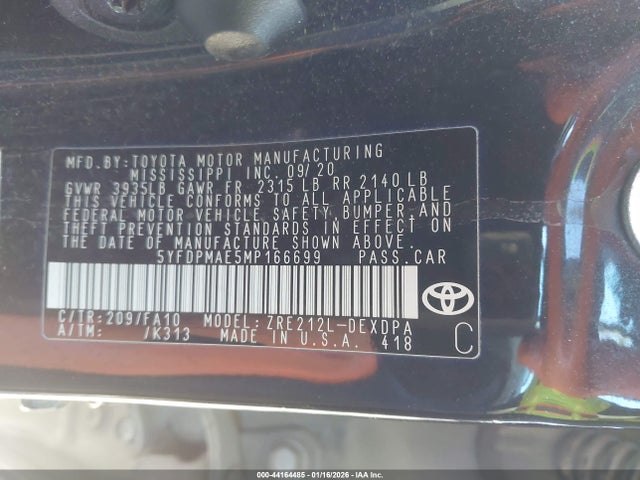 MFD.BY:TOYOTA MOTOR MANUFACTURING
MISSISSIPPI INC. 09/20
GVWR 3935LB GAWR FR 2315 LB RR 2140 LB
THIS VEHICLE CONFORMS TO ALL APPLICABLE
FEDERAL MOTOR VEHICLE SAFETY, BUMPER, AND
THEFT PREVENTION STANDARDS IN EFFECT ON
THE DATE OF MANUFACTURE SHOWN ABOVE.
5YFDPMAE5MP166699 PASS.CAR
C/TR:209/FA10 MODEL:ZRE212L-DEXDPA
A/TM: /K313 MADE IN U.S.A. 418
TOYOTA
C
000-44164485 - 01/16/2026 - IAA, Inc.